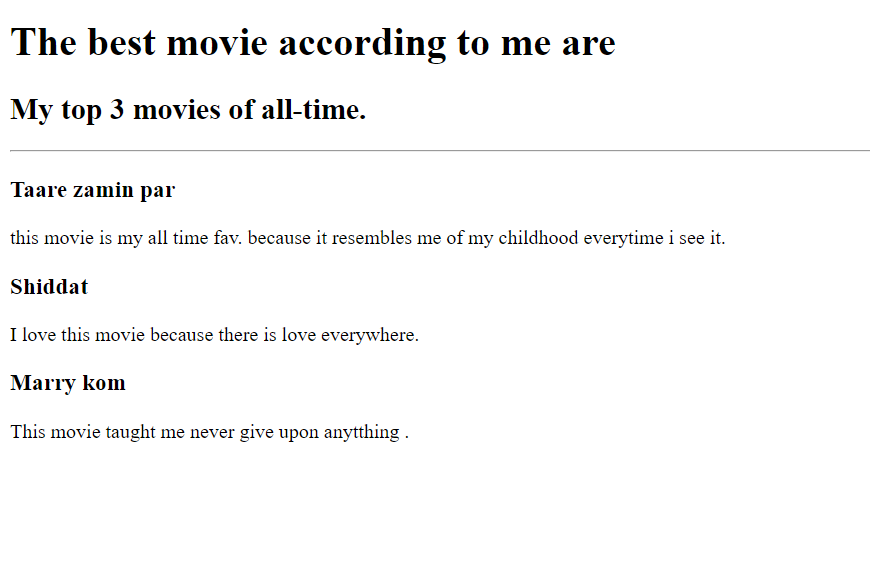 The best movie according to me are
My top 3 movies of all-time.
Taare zamin par
this movie is my all time fav. because it resembles me of my childhood everytime i see it.
Shiddat
I love this movie because there is love everywhere.
Marry kom
This movie taught me never give upon anytthing .